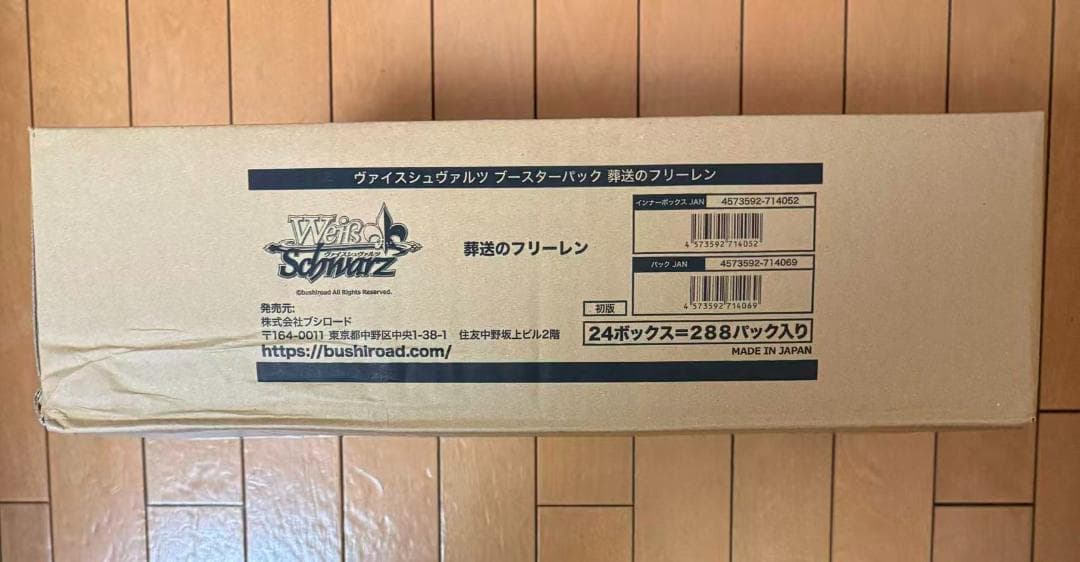 ヴァイスシュヴァルツ ブースターパック 葬送のフリーレン
Weiß
ヴァイスシュヴァルツ
Schwarz
©bushiroad All Rights Reserved.
葬送のフリーレン
インナーボックス JAN 4573592-714052
4 573592 714052
パック JAN 4573592-714069
4 573592 714069
発売元:
株式会社ブシロード
〒164-0011 東京都中野区中央1-38-1 住友中野坂上ビル2階
https://bushiroad.com/
初版
24ボックス=288パック入り
MADE IN JAPAN